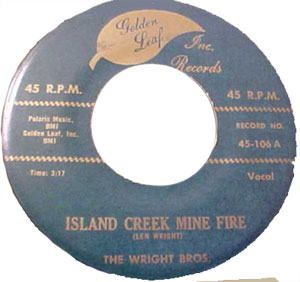 Golden Leaf Inc. Records
45 R.P.M.
45 R.P.M.
Polaris Music,
BMI
Golden Leaf, Inc.
BMI
RECORD NO.
45-106 A
Time: 3:17
Vocal
ISLAND CREEK MINE FIRE
(LEN WRIGHT)
THE WRIGHT BROS.